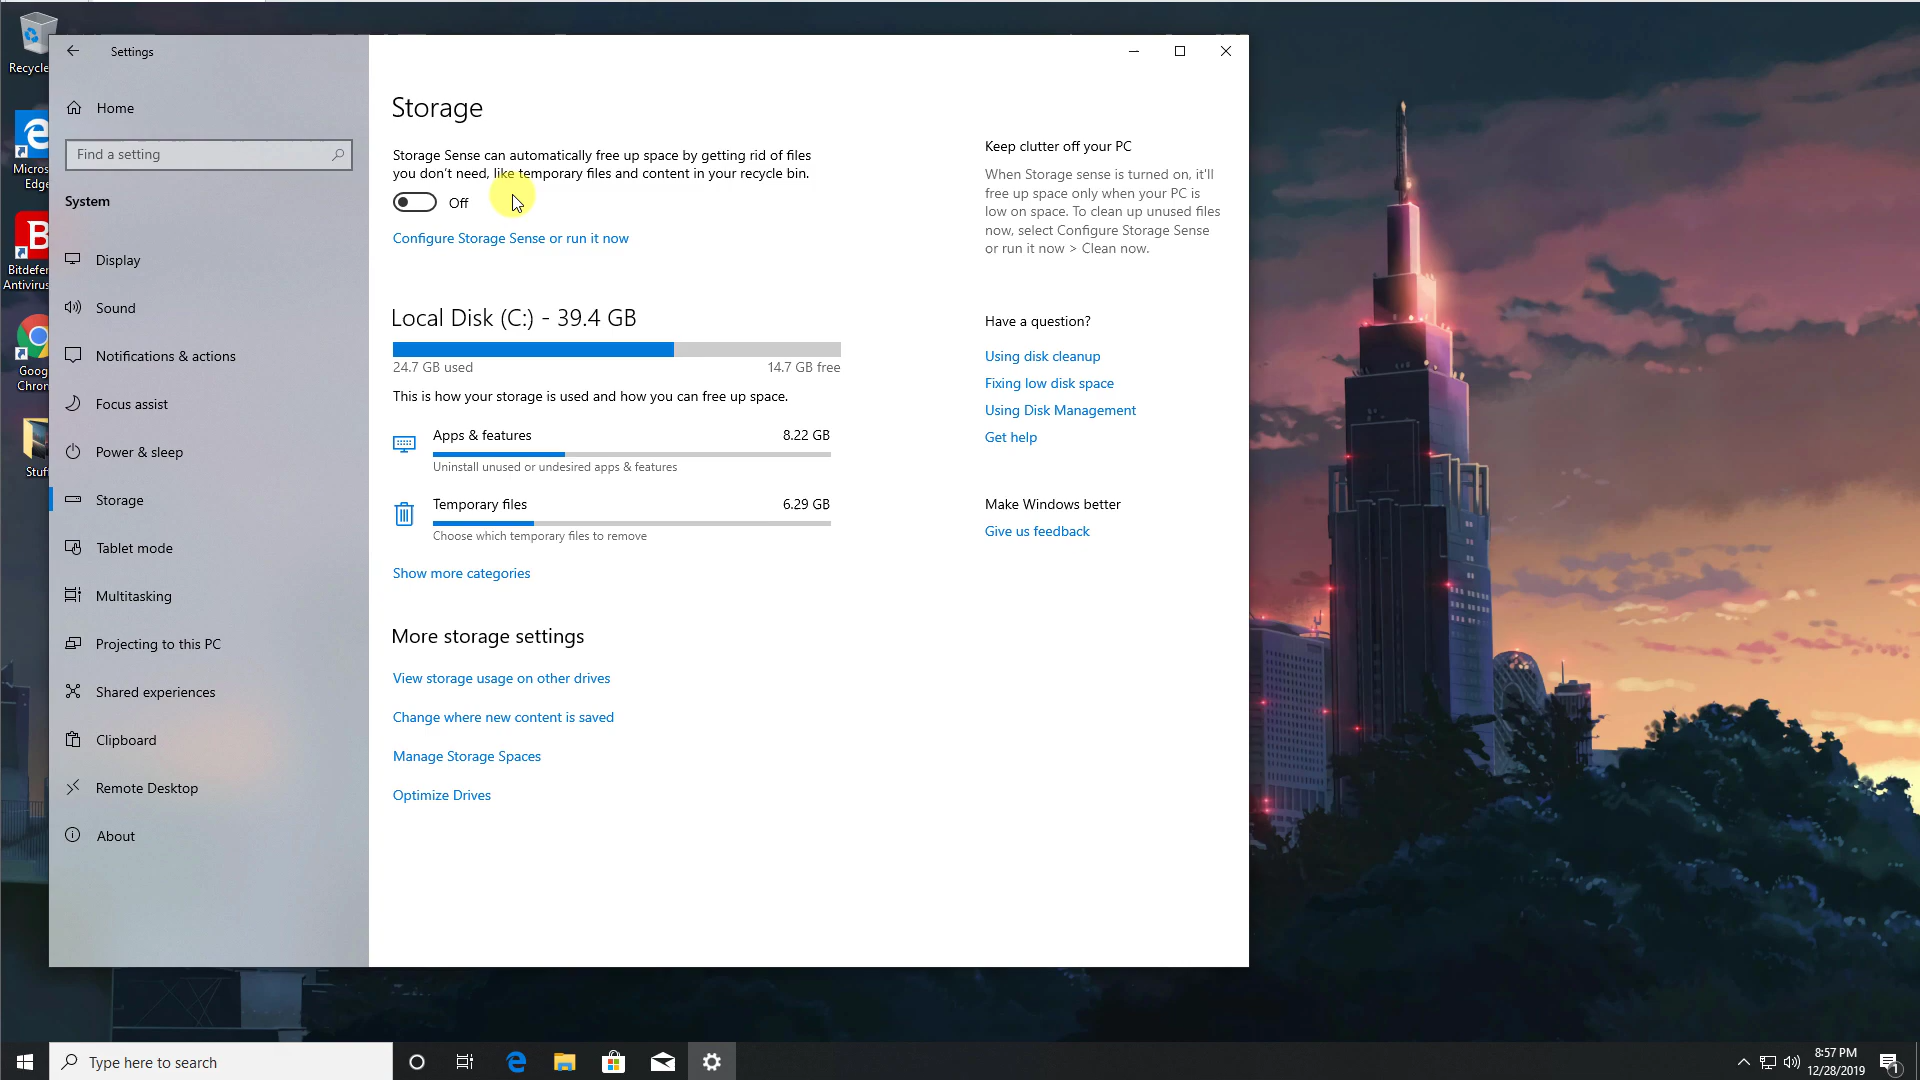 Recycle
Micros
Edge
B
Bitdefen
Antivirus
Goog
Chron
Stuff
Settings
Home
Find a setting
System
Display
Sound
Notifications & actions
Focus assist
Power & sleep
Storage
Tablet mode
Multitasking
Projecting to this PC
Shared experiences
Clipboard
Remote Desktop
About
Storage
Storage Sense can automatically free up space by getting rid of files
you don't need, like temporary files and content in your recycle bin.
Off
Configure Storage Sense or run it now
Local Disk (C:) - 39.4 GB
24.7 GB used
14.7 GB free
This is how your storage is used and how you can free up space.
Apps & features
8.22 GB
Uninstall unused or undesired apps & features
Temporary files
6.29 GB
Choose which temporary files to remove
Show more categories
More storage settings
View storage usage on other drives
Change where new content is saved
Manage Storage Spaces
Optimize Drives
Keep clutter off your PC
When Storage sense is turned on, it'll
free up space only when your PC is
low on space. To clean up unused files
now, select Configure Storage Sense
or run it now > Clean now.
Have a question?
Using disk cleanup
Fixing low disk space
Using Disk Management
Get help
Make Windows better
Give us feedback
Type here to search
8:57 PM
12/28/2019
1